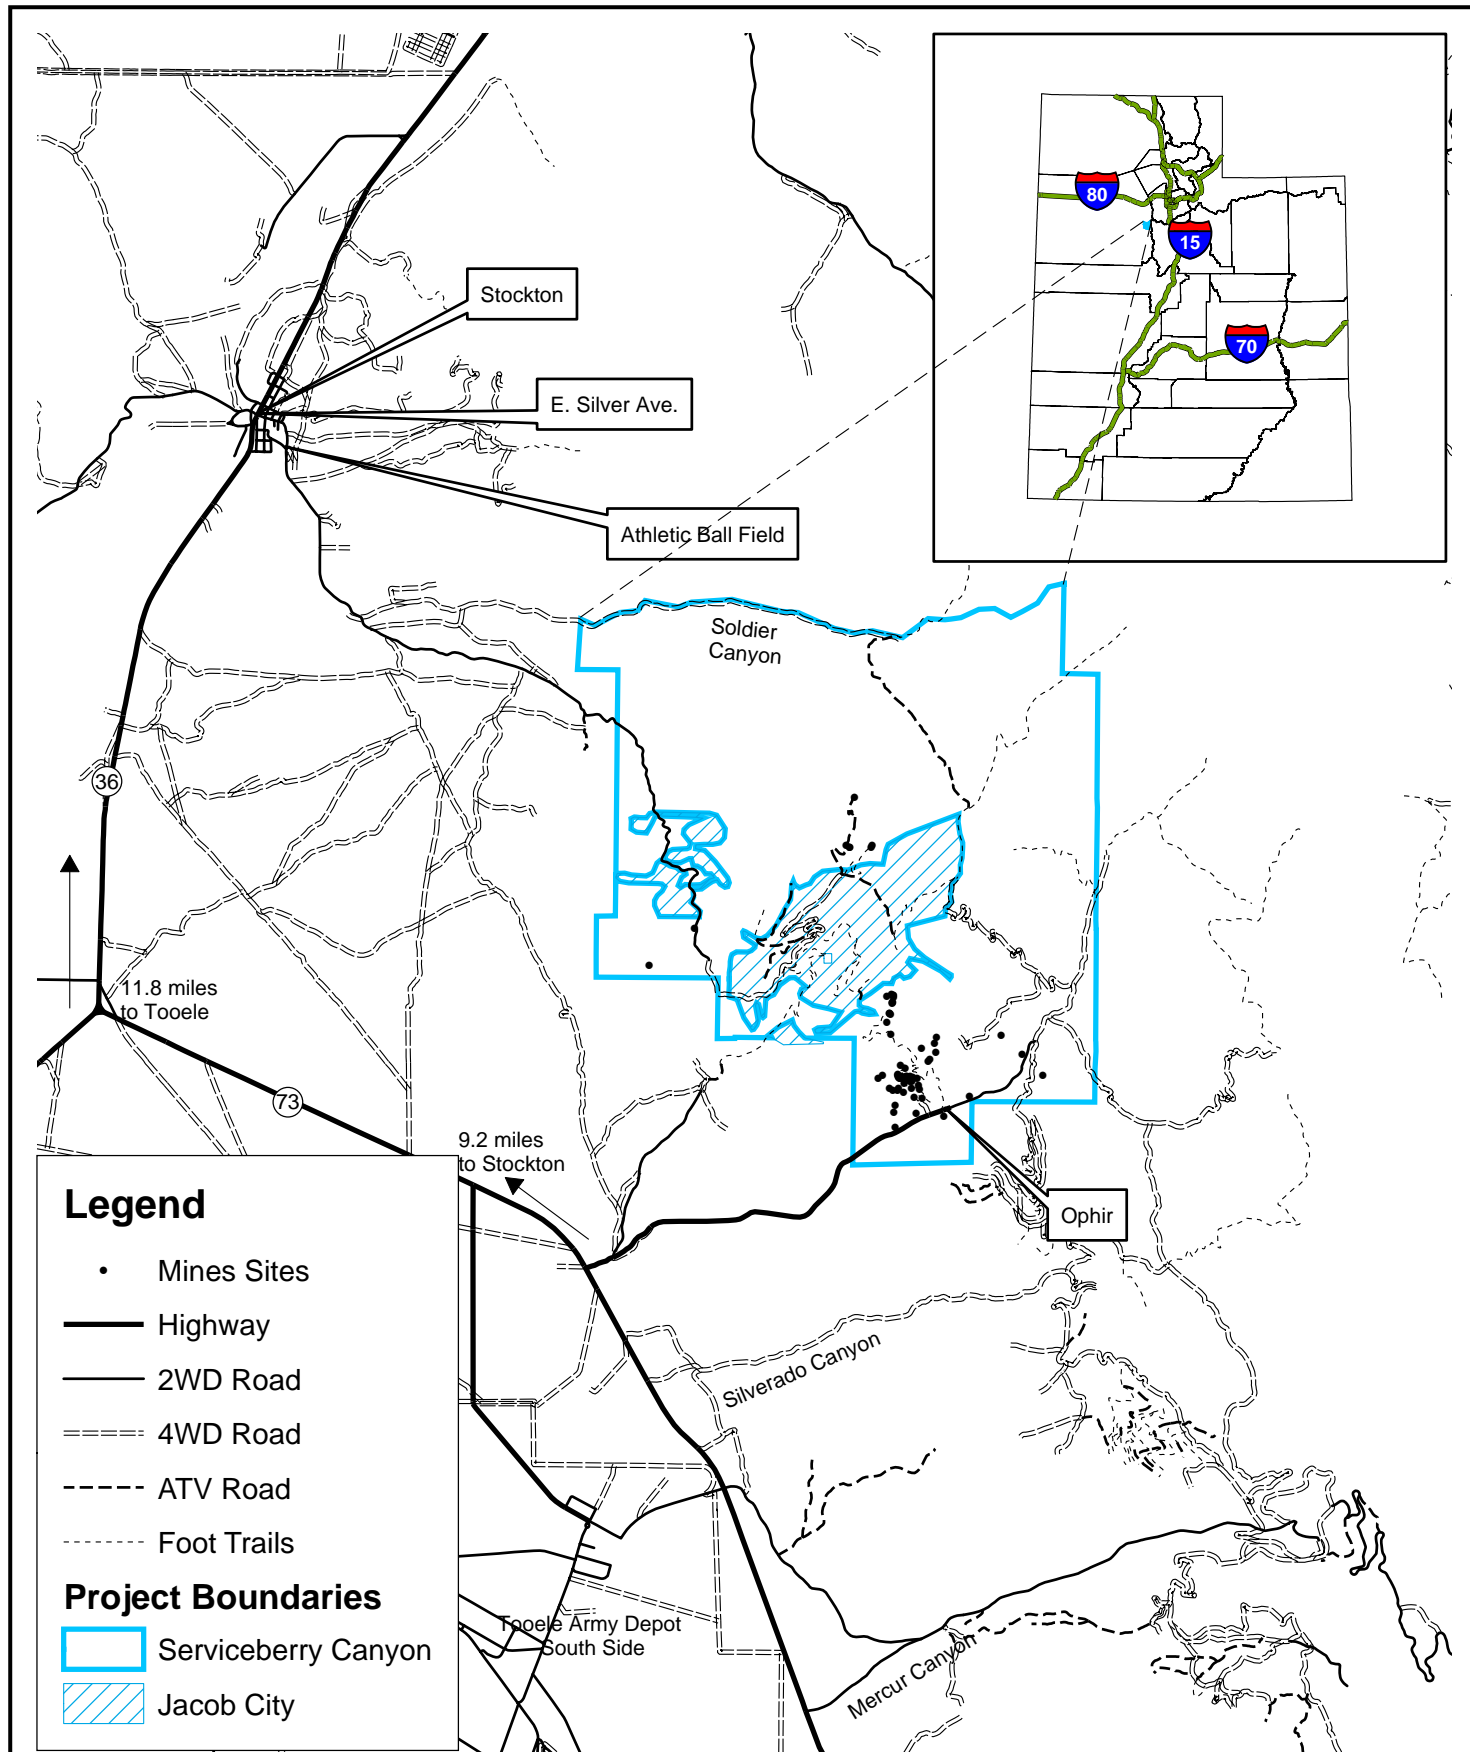 80
15
70
Stockton
E. Silver Ave.
Athletic Ball Field
Soldier
Canyon
36
11.8 miles
to Tooele
73
9.2 miles
to Stockton
Ophir
Silverado Canyon
Tooele Army Depot
South Side
Mercur Canyon
Legend
Mines Sites
Highway
2WD Road
4WD Road
ATV Road
Foot Trails
Project Boundaries
Serviceberry Canyon
Jacob City